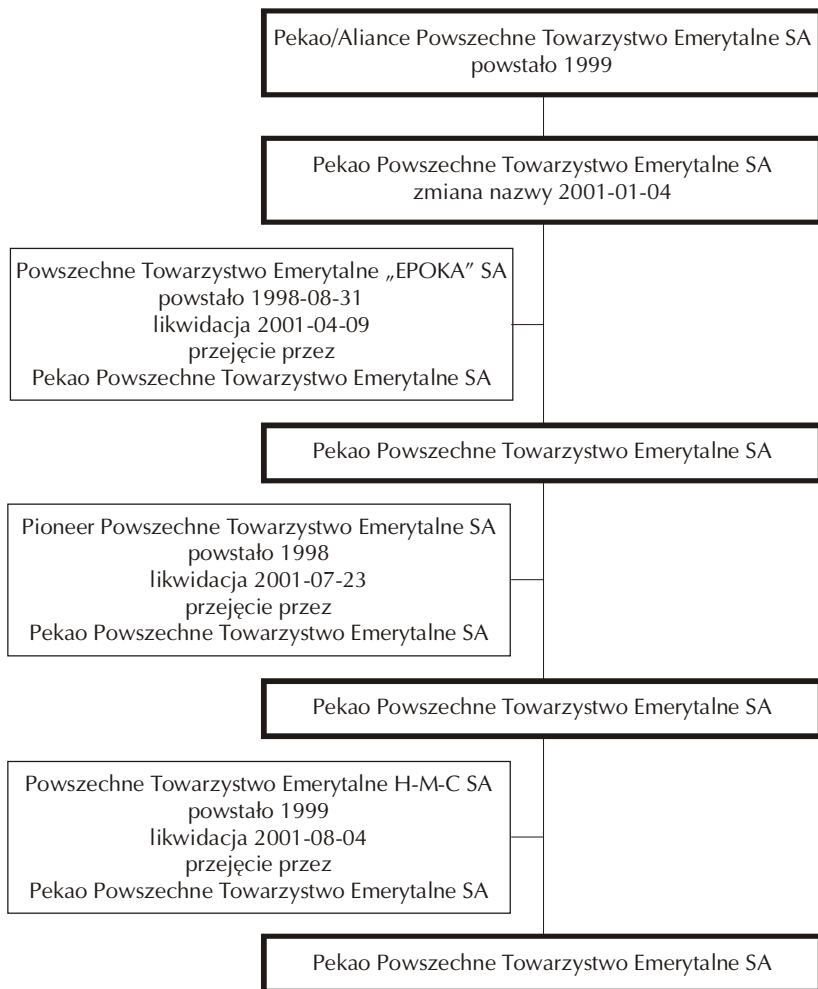 Pekao/Aliance Powszechne Towarzystwo Emerytalne SA
powstało 1999
Pekao Powszechne Towarzystwo Emerytalne SA
zmiana nazwy 2001-01-04
Powszechne Towarzystwo Emerytalne „EPOKA” SA
powstało 1998-08-31
likwidacja 2001-04-09
przejęcie przez
Pekao Powszechne Towarzystwo Emerytalne SA
Pekao Powszechne Towarzystwo Emerytalne SA
Pioneer Powszechne Towarzystwo Emerytalne SA
powstało 1998
likwidacja 2001-07-23
przejęcie przez
Pekao Powszechne Towarzystwo Emerytalne SA
Pekao Powszechne Towarzystwo Emerytalne SA
Powszechne Towarzystwo Emerytalne H-M-C SA
powstało 1999
likwidacja 2001-08-04
przejęcie przez
Pekao Powszechne Towarzystwo Emerytalne SA
Pekao Powszechne Towarzystwo Emerytalne SA